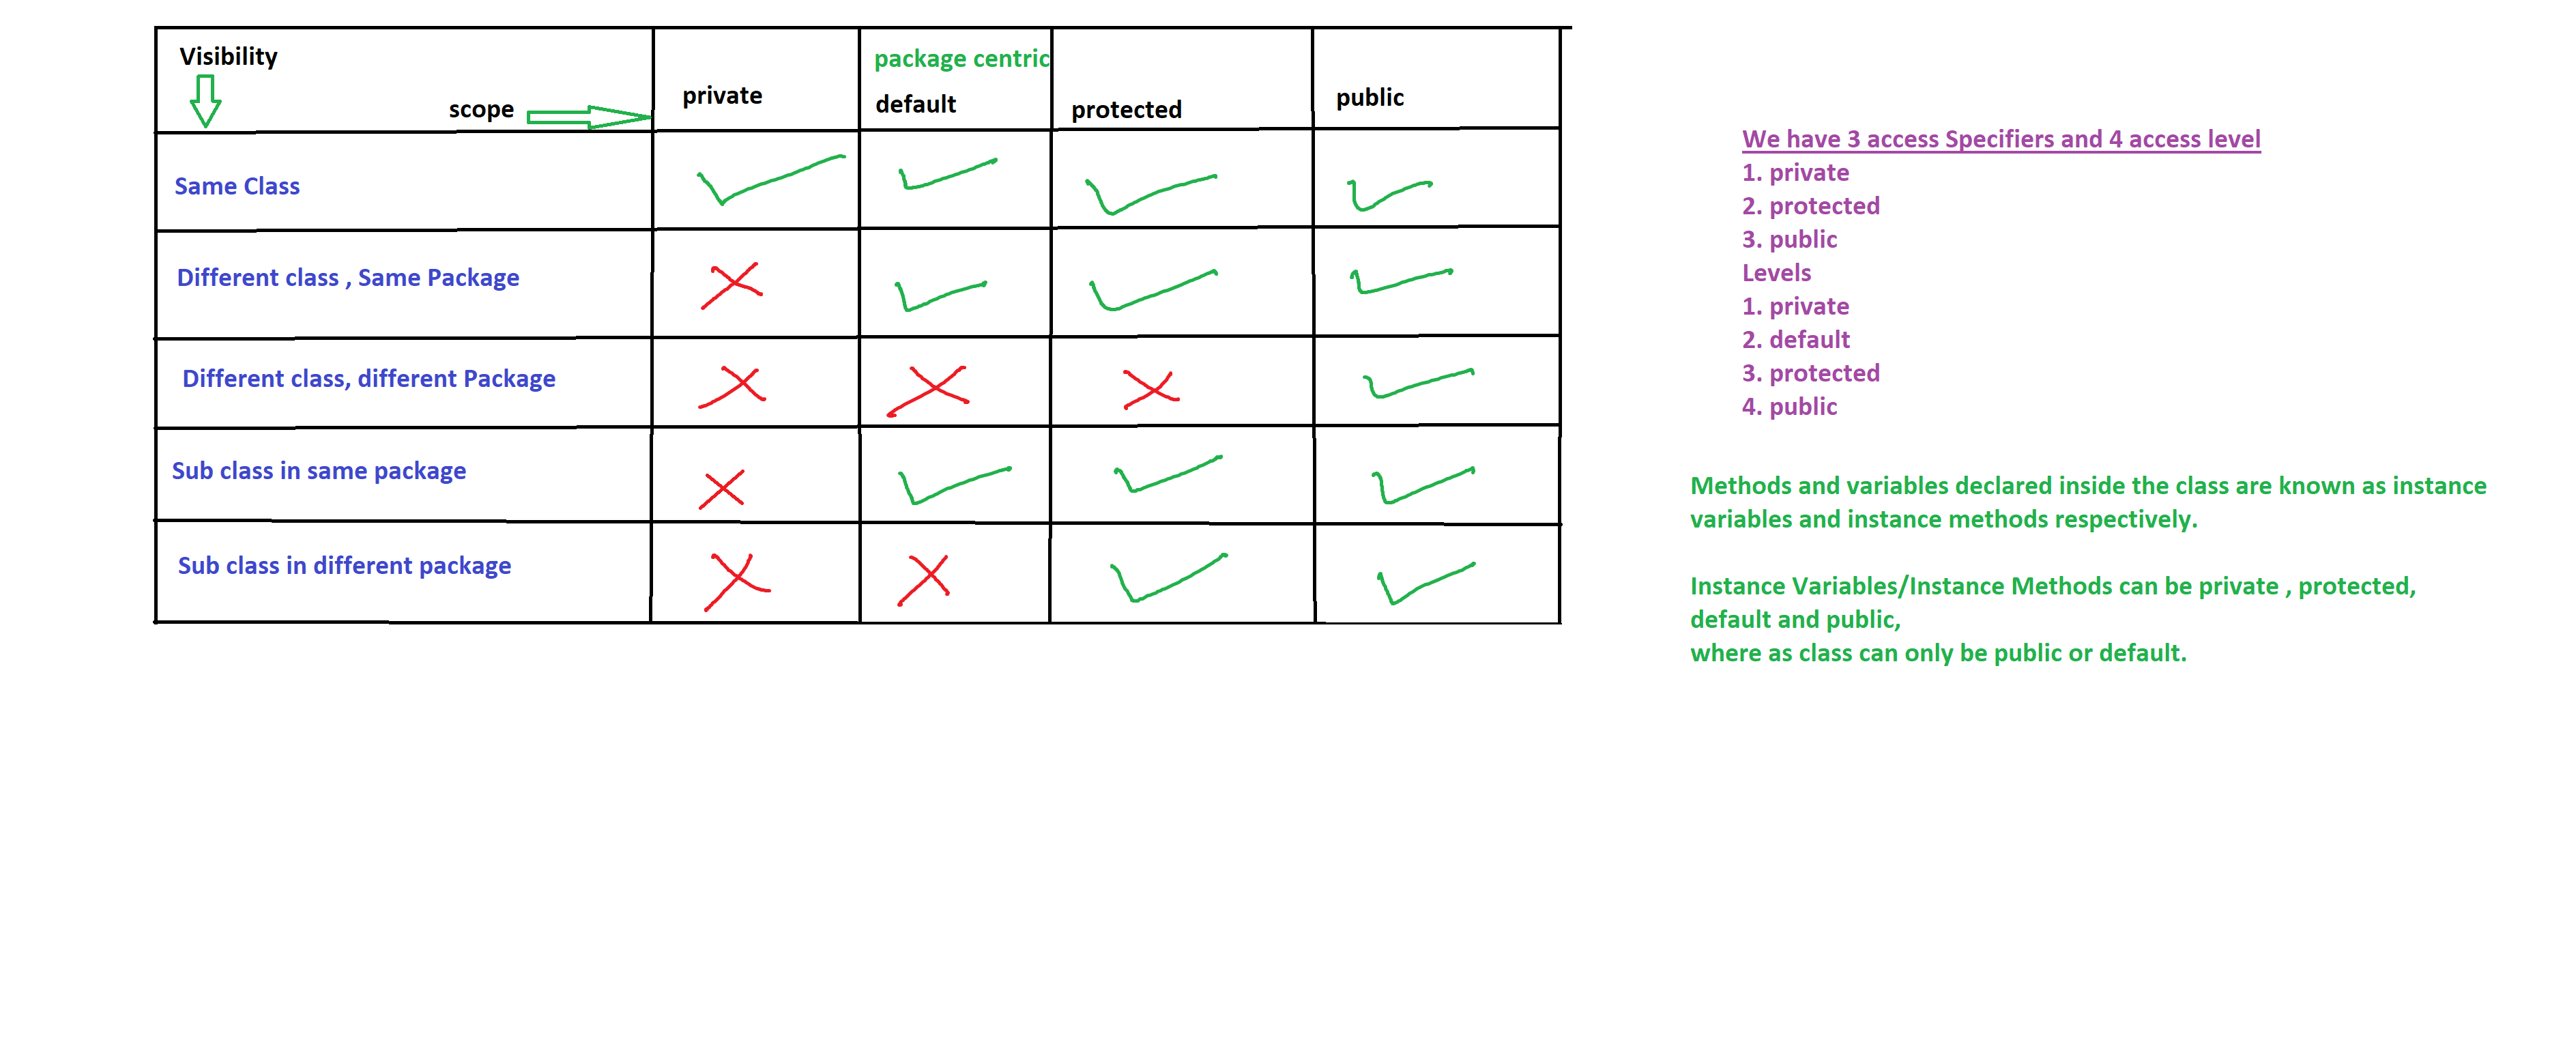 Visibility
scope
private
package centric
default
protected
public
Same Class
Different class , Same Package
Different class, different Package
Sub class in same package
Sub class in different package
We have 3 access Specifiers and 4 access level
1. private
2. protected
3. public
Levels
1. private
2. default
3. protected
4. public
Methods and variables declared inside the class are known as instance
variables and instance methods respectively.
Instance Variables/Instance Methods can be private , protected,
default and public,
where as class can only be public or default.